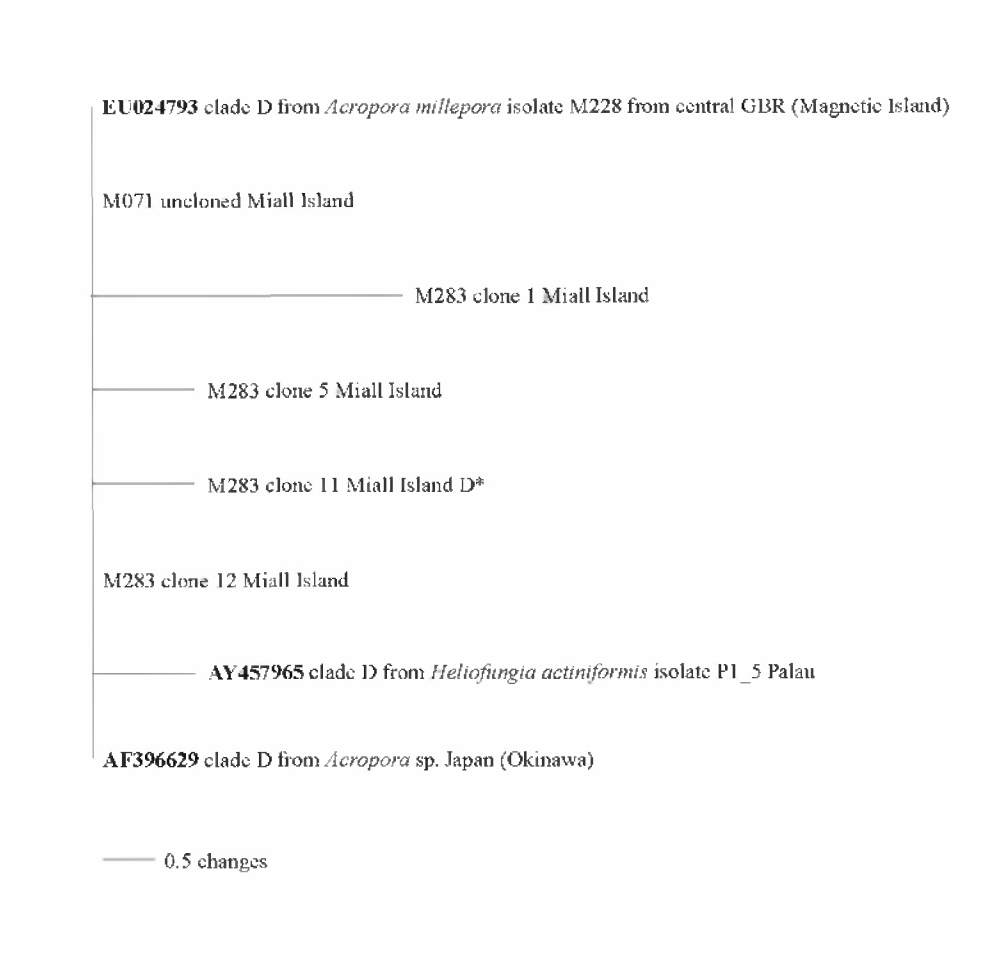 EU024793 clade D from Acropora millepora isolate M228 from central GBR (Magnetic Island)
M071 uncloned Miall Island
M283 clone 1 Miall Island
M283 clone 5 Miall Island
M283 clone 11 Miall Island D*
M283 clone 12 Miall Island
AY457965 clade D from Heliofungia actiniformis isolate P1_5 Palau
AF396629 clade D from Acropora sp. Japan (Okinawa)
0.5 changes